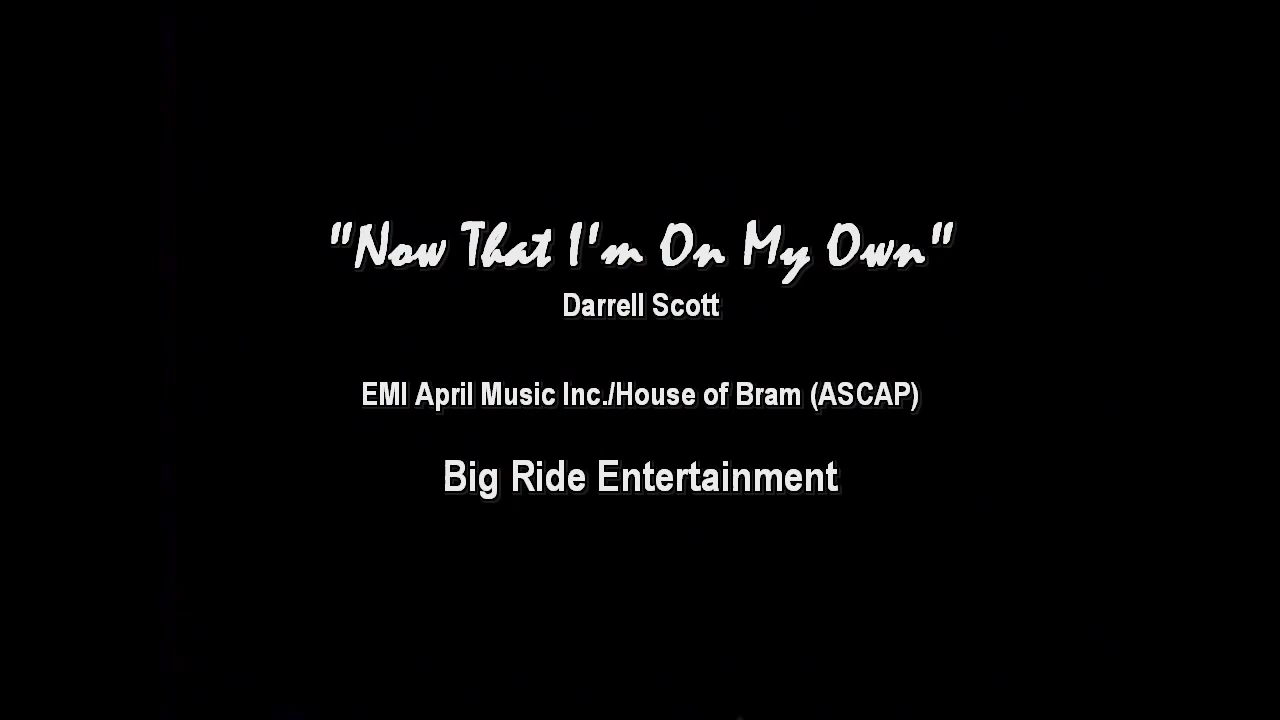 "Now That I'm On My Own"
Darrell Scott
EMI April Music Inc./House of Bram (ASCAP)
Big Ride Entertainment